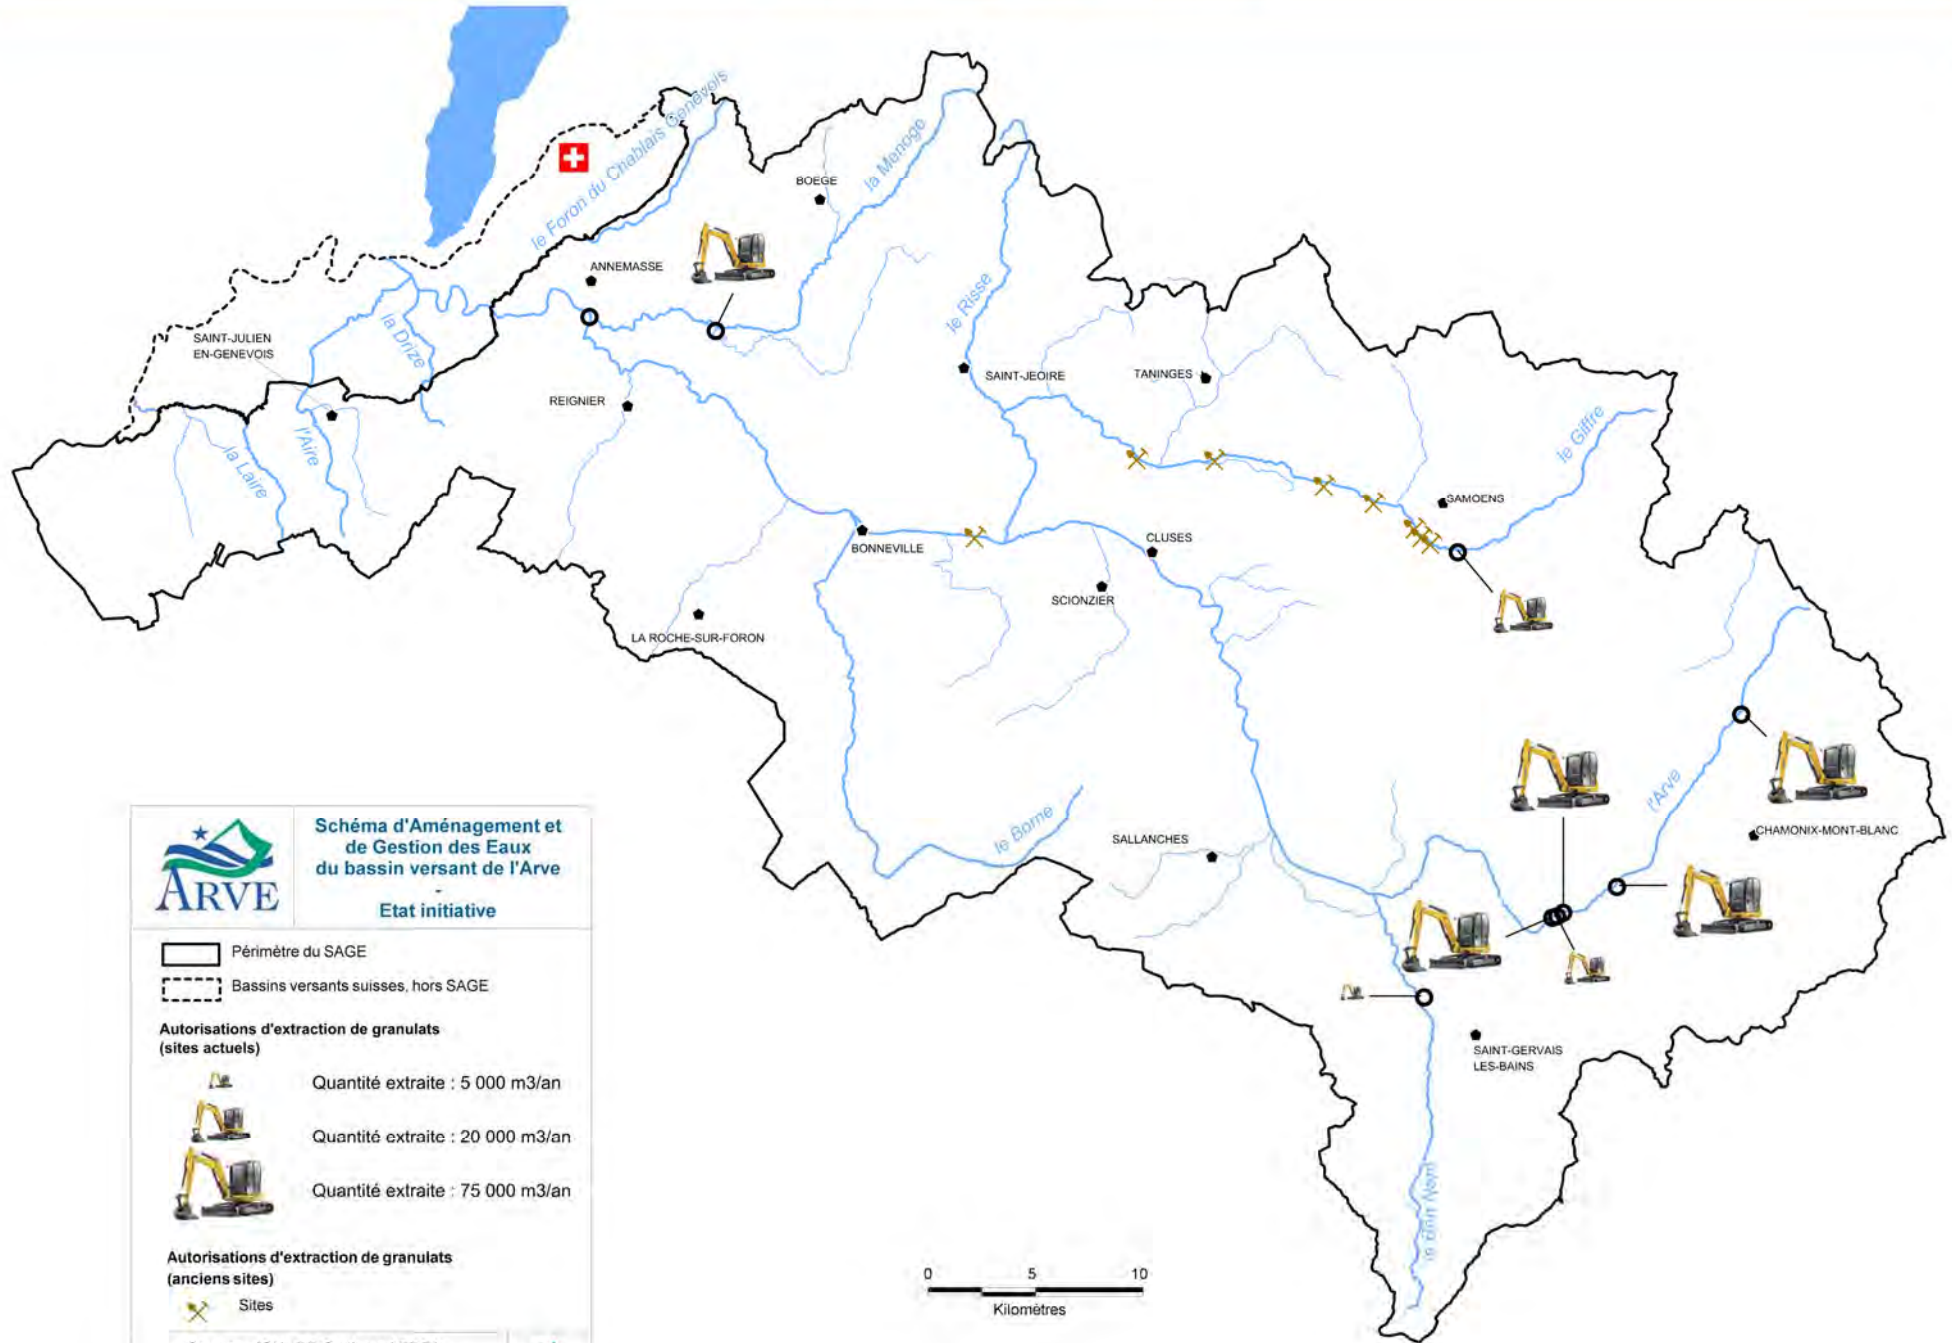 le Foron du Chablais Genevois
la Menoge
BOEGE
ANNEMASSE
le Risse
la Drize
SAINT-JULIEN
EN-GENEVOIS
SAINT-JEOIRE
TANINGES
REIGNIER
le Giffre
l'Aire
la Laire
SAMOENS
BONNEVILLE
CLUSES
SCIONZIER
LA ROCHE-SUR-FORON
l'Arve
le Borne
SALLANCHES
CHAMONIX-MONT-BLANC
SAINT-GERVAIS
LES-BAINS
le Bon Nant
ARVE
Schéma d'Aménagement et
de Gestion des Eaux
du bassin versant de l'Arve
-
Etat initiative
Périmètre du SAGE
Bassins versants suisses, hors SAGE
Autorisations d'extraction de granulats
(sites actuels)
Quantité extraite : 5 000 m3/an
Quantité extraite : 20 000 m3/an
Quantité extraite : 75 000 m3/an
Autorisations d'extraction de granulats
(anciens sites)
Sites
0 5 10
Kilomètres